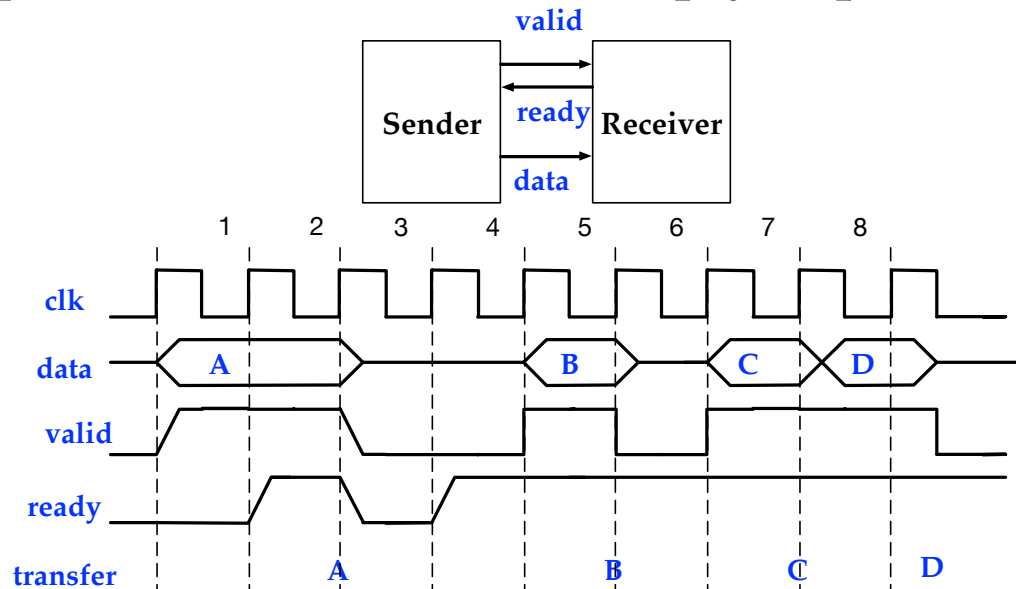 valid
Sender
ready
Receiver
data
1 2 3 4 5 6 7 8
clk
data A B C D
valid
ready
transfer A B C D